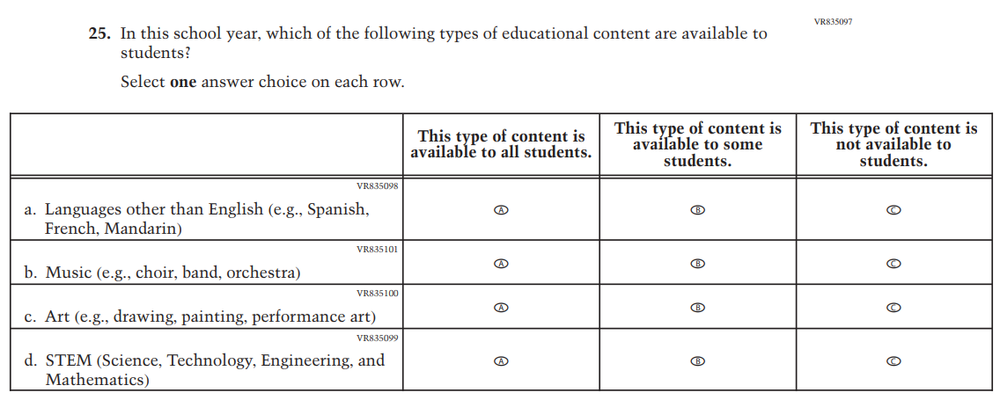 VR835097
25. In this school year, which of the following types of educational content are available to
students?
Select one answer choice on each row.
This type of content is
available to all students.
This type of content is
available to some
students.
This type of content is
not available to
students.
VR835098
a. Languages other than English (e.g., Spanish,
French, Mandarin)
A B C
VR835101
b. Music (e.g., choir, band, orchestra)
A B C
VR835100
c. Art (e.g., drawing, painting, performance art)
A B C
VR835099
d. STEM (Science, Technology, Engineering, and
Mathematics)
A B C